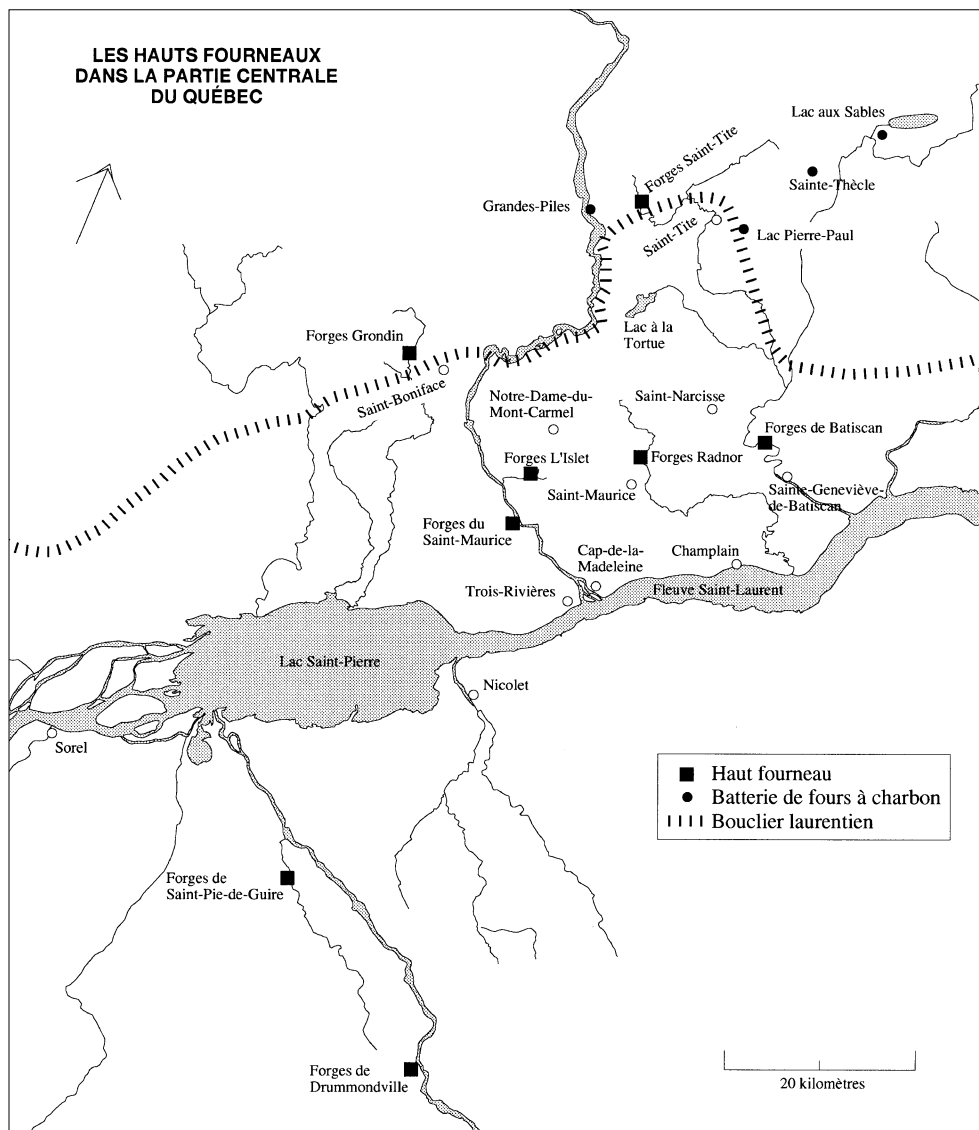 LES HAUTS FOURNEAUX
DANS LA PARTIE CENTRALE
DU QUÉBEC
Lac aux Sables
Forges Saint-Tite
Sainte-Thècle
Grandes-Piles
Saint-Tite
Lac Pierre-Paul
Lac à la
Tortue
Forges Grondin
Saint-Boniface
Notre-Dame-du-
Mont-Carmel
Saint-Narcisse
Forges de Batiscan
Forges L'Islet
Forges Radnor
Saint-Maurice
Sainte-Geneviève-
de-Batiscan
Forges du
Saint-Maurice
Cap-de-la-
Madeleine
Champlain
Trois-Rivières
Fleuve Saint-Laurent
Lac Saint-Pierre
Nicolet
Sorel
Haut fourneau
Batterie de fours à charbon
Bouclier laurentien
Forges de
Saint-Pie-de-Guire
Forges de
Drummondville
20 kilomètres